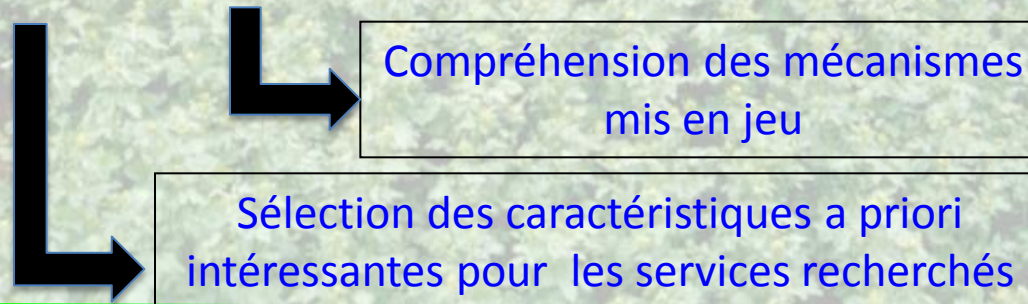 Compréhension des mécanismes
mis en jeu
Sélection des caractéristiques a priori
intéressantes pour les services recherchés